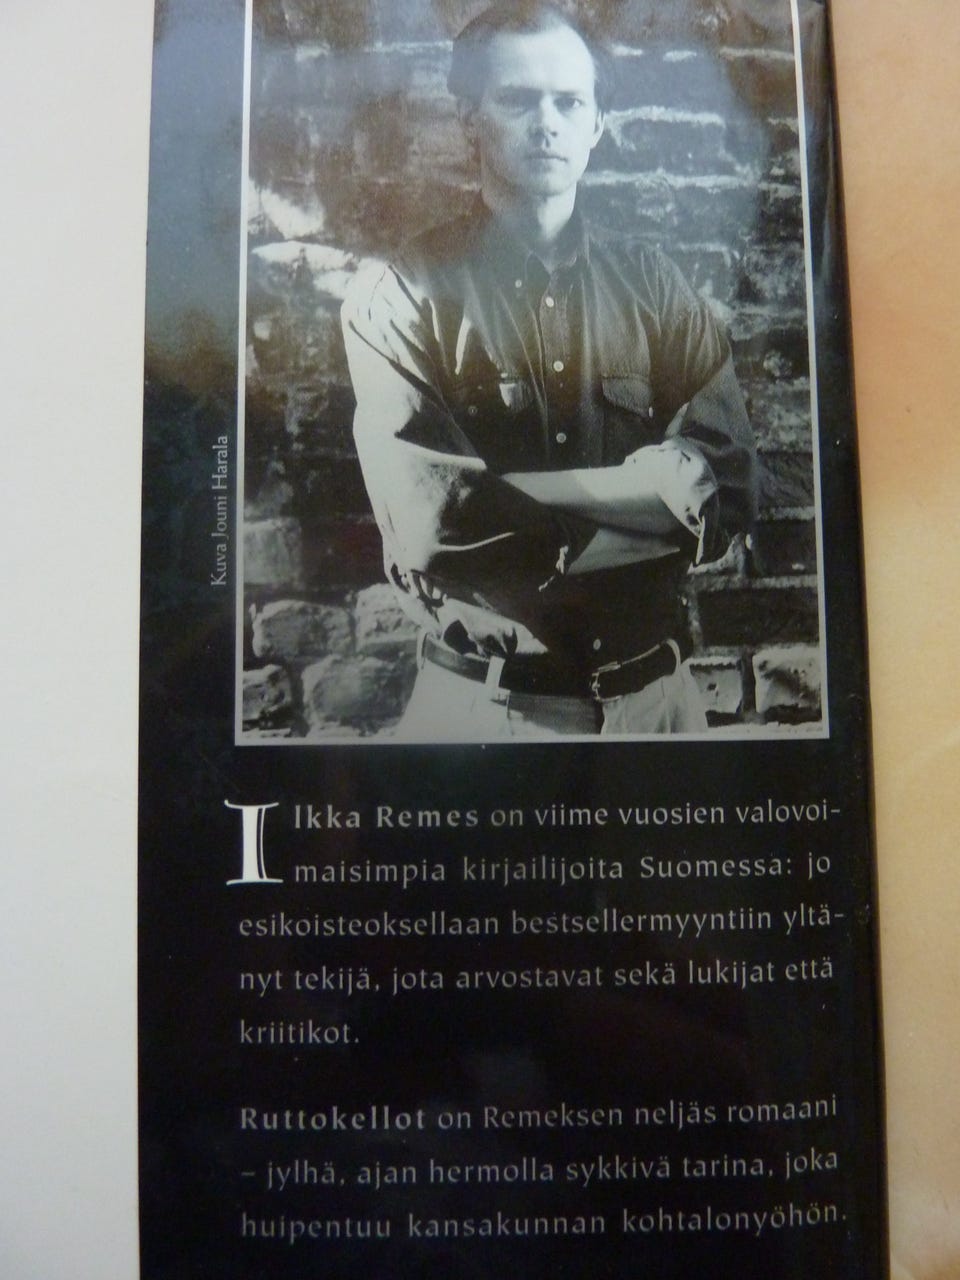 Kuva Jouni Harala
Ilkka Remes on viime vuosien valovoi-
maisimpia kirjailijoita Suomessa: jo
esikoisteoksellaan bestsellermyyntiin yltä-
nyt tekijä, jota arvostavat sekä lukijat että
kriitikot.
Ruttokellot on Remeksen neljäs romaani
– jylhä, ajan hermolla sykkivä tarina, joka
huipentuu kansakunnan kohtalonyöhön.